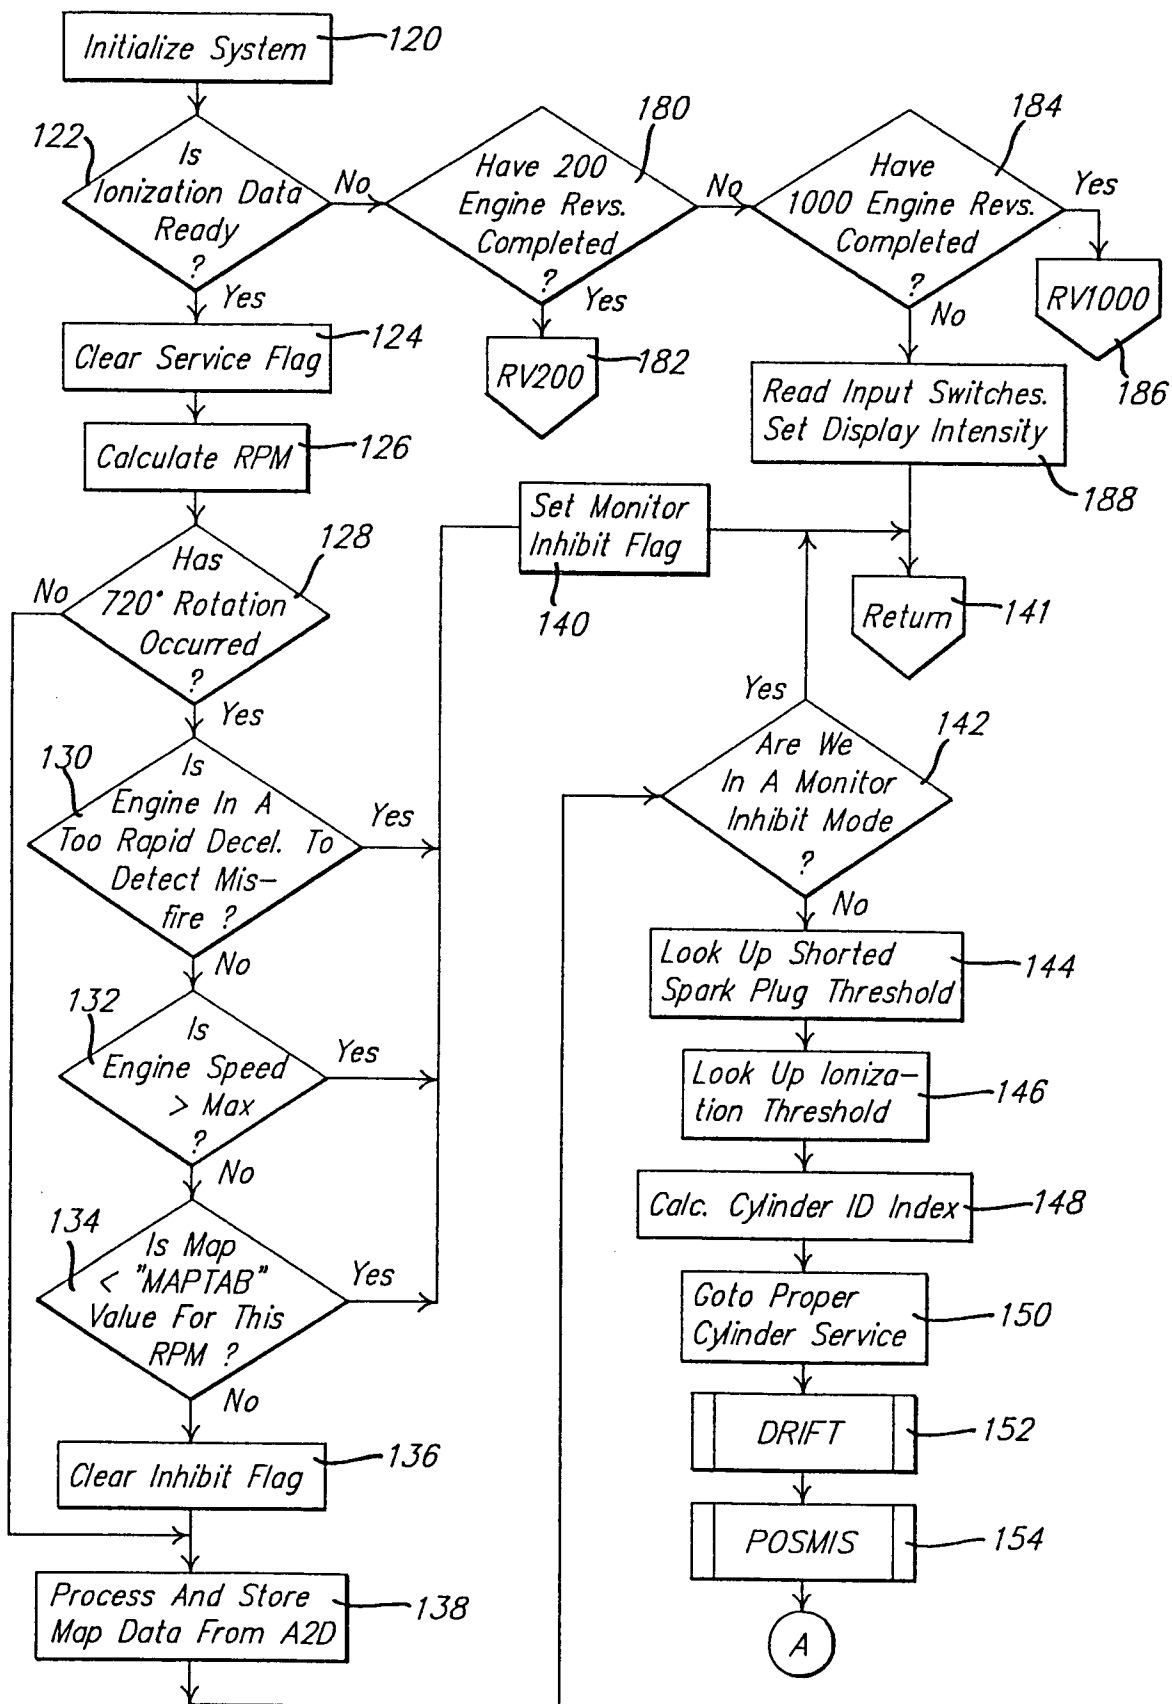 Initialize System
120
122
Is
Ionization Data
Ready
?
No
Yes
180
Have 200
Engine Revs.
Completed
?
No
Yes
RV200
182
184
Have
1000 Engine Revs.
Completed
?
Yes
No
RV1000
186
Read Input Switches.
Set Display Intensity
188
Clear Service Flag
124
Calculate RPM
126
128
Has
720° Rotation
Occurred
?
No
Yes
Set Monitor
Inhibit Flag
140
Return
141
130
Is
Engine In A
Too Rapid Decel. To
Detect Mis-
fire ?
Yes
No
132
Is
Engine Speed
> Max
?
Yes
No
134
Is Map
< "MAPTAB"
Value For This
RPM ?
Yes
No
Clear Inhibit Flag
136
Process And Store
Map Data From A2D
138
Yes
142
Are We
In A Monitor
Inhibit Mode
?
No
Look Up Shorted
Spark Plug Threshold
144
Look Up Ioniza-
tion Threshold
146
Calc. Cylinder ID Index
148
Goto Proper
Cylinder Service
150
DRIFT
152
POSMIS
154
A